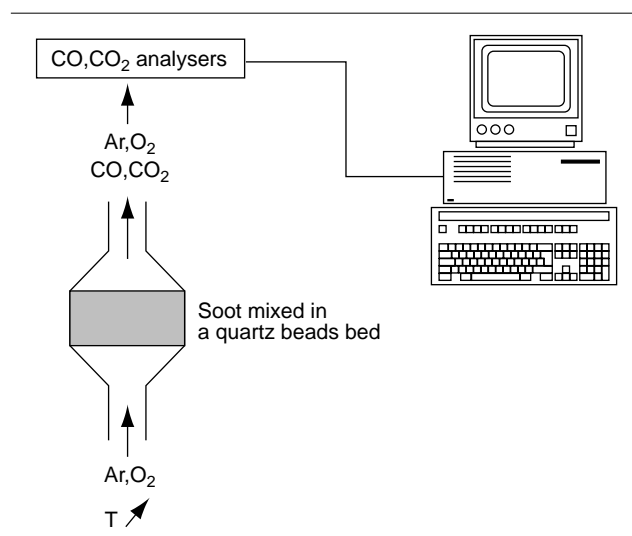 CO,CO₂ analysers
Ar,O₂
CO,CO₂
Soot mixed in
a quartz beads bed
Ar,O₂
T